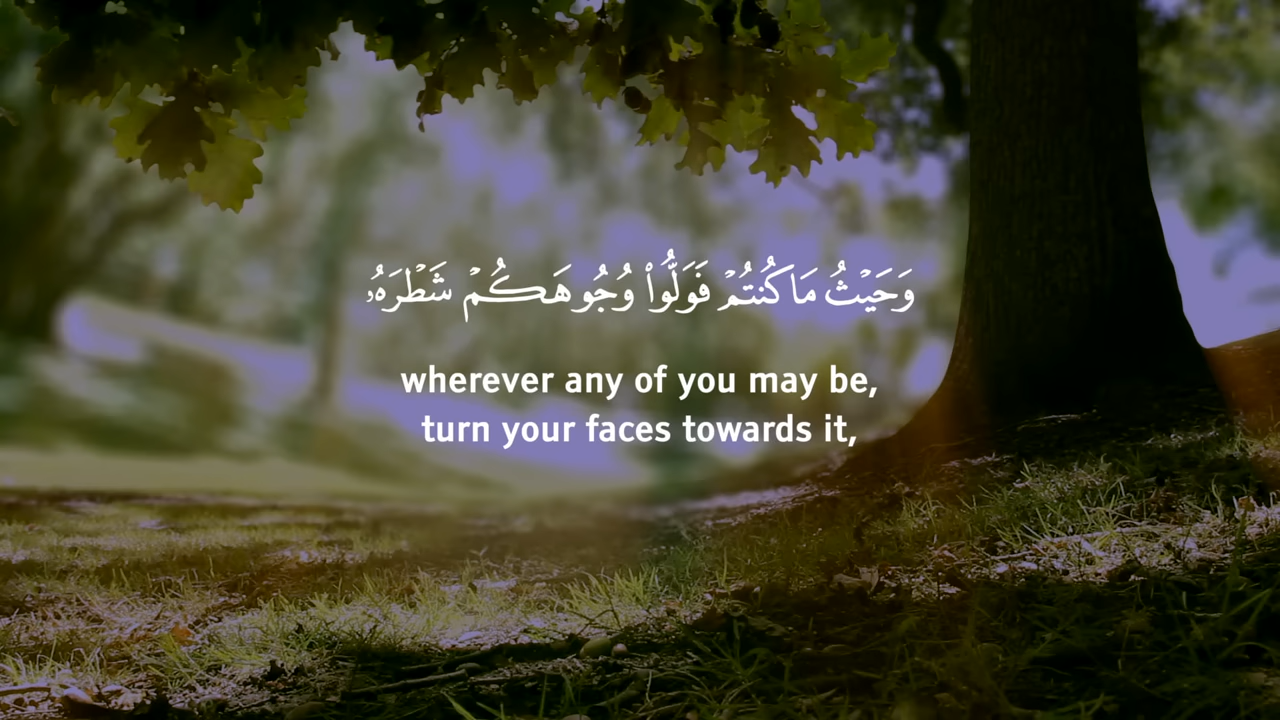 وَحَيْثُ مَا كُنتُمْ فَوَلُّوا۟ وُجُوهَكُمْ شَطْرَهُۥ
wherever any of you may be,
turn your faces towards it,